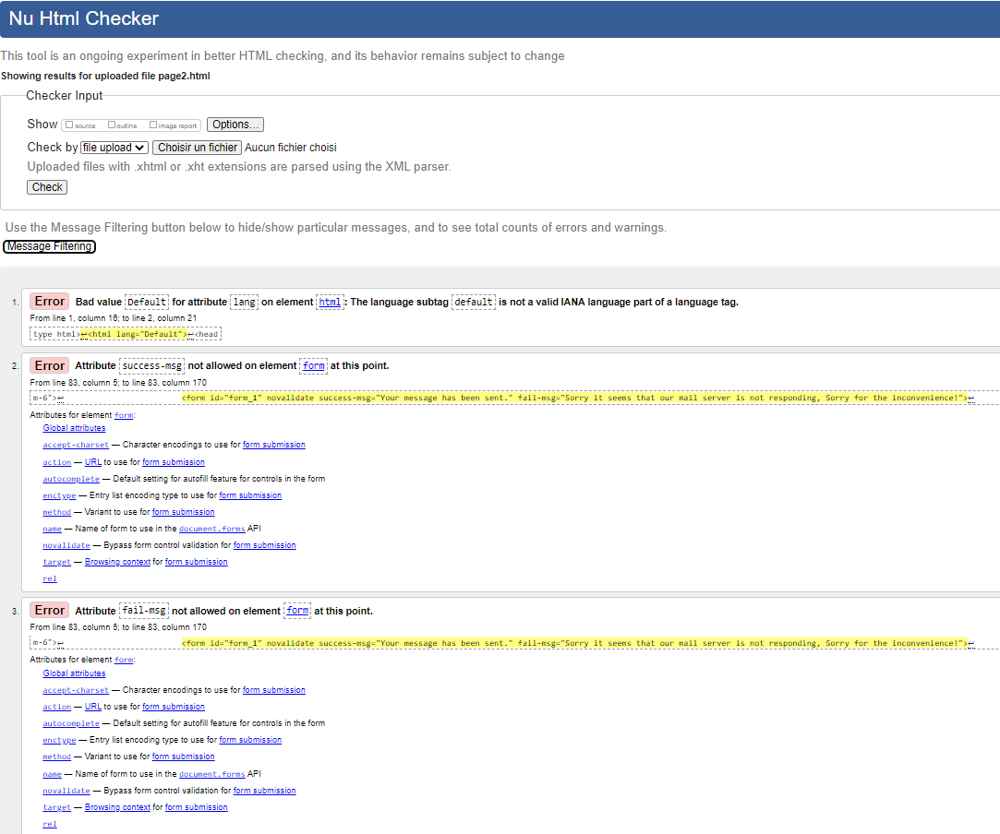 Nu Html Checker
This tool is an ongoing experiment in better HTML checking, and its behavior remains subject to change
Showing results for uploaded file page2.html
Checker Input
Show source outline image report Options...
Check by file upload Choisir un fichier Aucun fichier choisi
Uploaded files with .xhtml or .xht extensions are parsed using the XML parser.
Check
Use the Message Filtering button below to hide/show particular messages, and to see total counts of errors and warnings.
Message Filtering
1. Error Bad value Default for attribute lang on element html: The language subtag default is not a valid IANA language part of a language tag.
From line 1, column 16; to line 2, column 21
type html>↩<html lang="Default">↩<head
2. Error Attribute success-msg not allowed on element form at this point.
From line 83, column 5; to line 83, column 170
m-6">↩ <form id="form_1" novalidate success-msg="Your message has been sent." fail-msg="Sorry it seems that our mail server is not responding, Sorry for the inconvenience!">↩
Attributes for element form:
Global attributes
accept-charset — Character encodings to use for form submission
action — URL to use for form submission
autocomplete — Default setting for autofill feature for controls in the form
enctype — Entry list encoding type to use for form submission
method — Variant to use for form submission
name — Name of form to use in the document.forms API
novalidate — Bypass form control validation for form submission
target — Browsing context for form submission
rel
3. Error Attribute fail-msg not allowed on element form at this point.
From line 83, column 5; to line 83, column 170
m-6">↩ <form id="form_1" novalidate success-msg="Your message has been sent." fail-msg="Sorry it seems that our mail server is not responding, Sorry for the inconvenience!">↩
Attributes for element form:
Global attributes
accept-charset — Character encodings to use for form submission
action — URL to use for form submission
autocomplete — Default setting for autofill feature for controls in the form
enctype — Entry list encoding type to use for form submission
method — Variant to use for form submission
name — Name of form to use in the document.forms API
novalidate — Bypass form control validation for form submission
target — Browsing context for form submission
rel